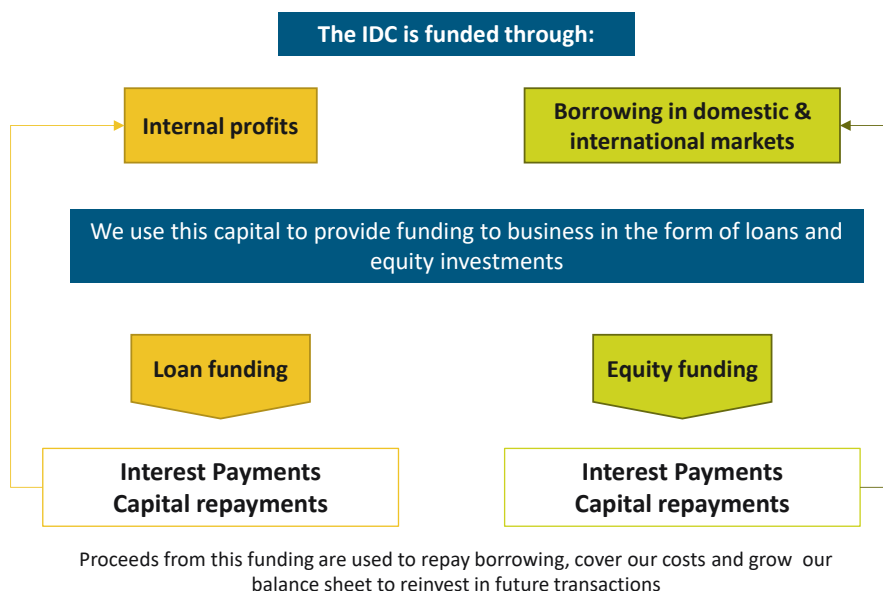 The IDC is funded through:
Internal profits
Borrowing in domestic &
international markets
We use this capital to provide funding to business in the form of loans and
equity investments
Loan funding
Equity funding
Interest Payments
Capital repayments
Interest Payments
Capital repayments
Proceeds from this funding are used to repay borrowing, cover our costs and grow our
balance sheet to reinvest in future transactions